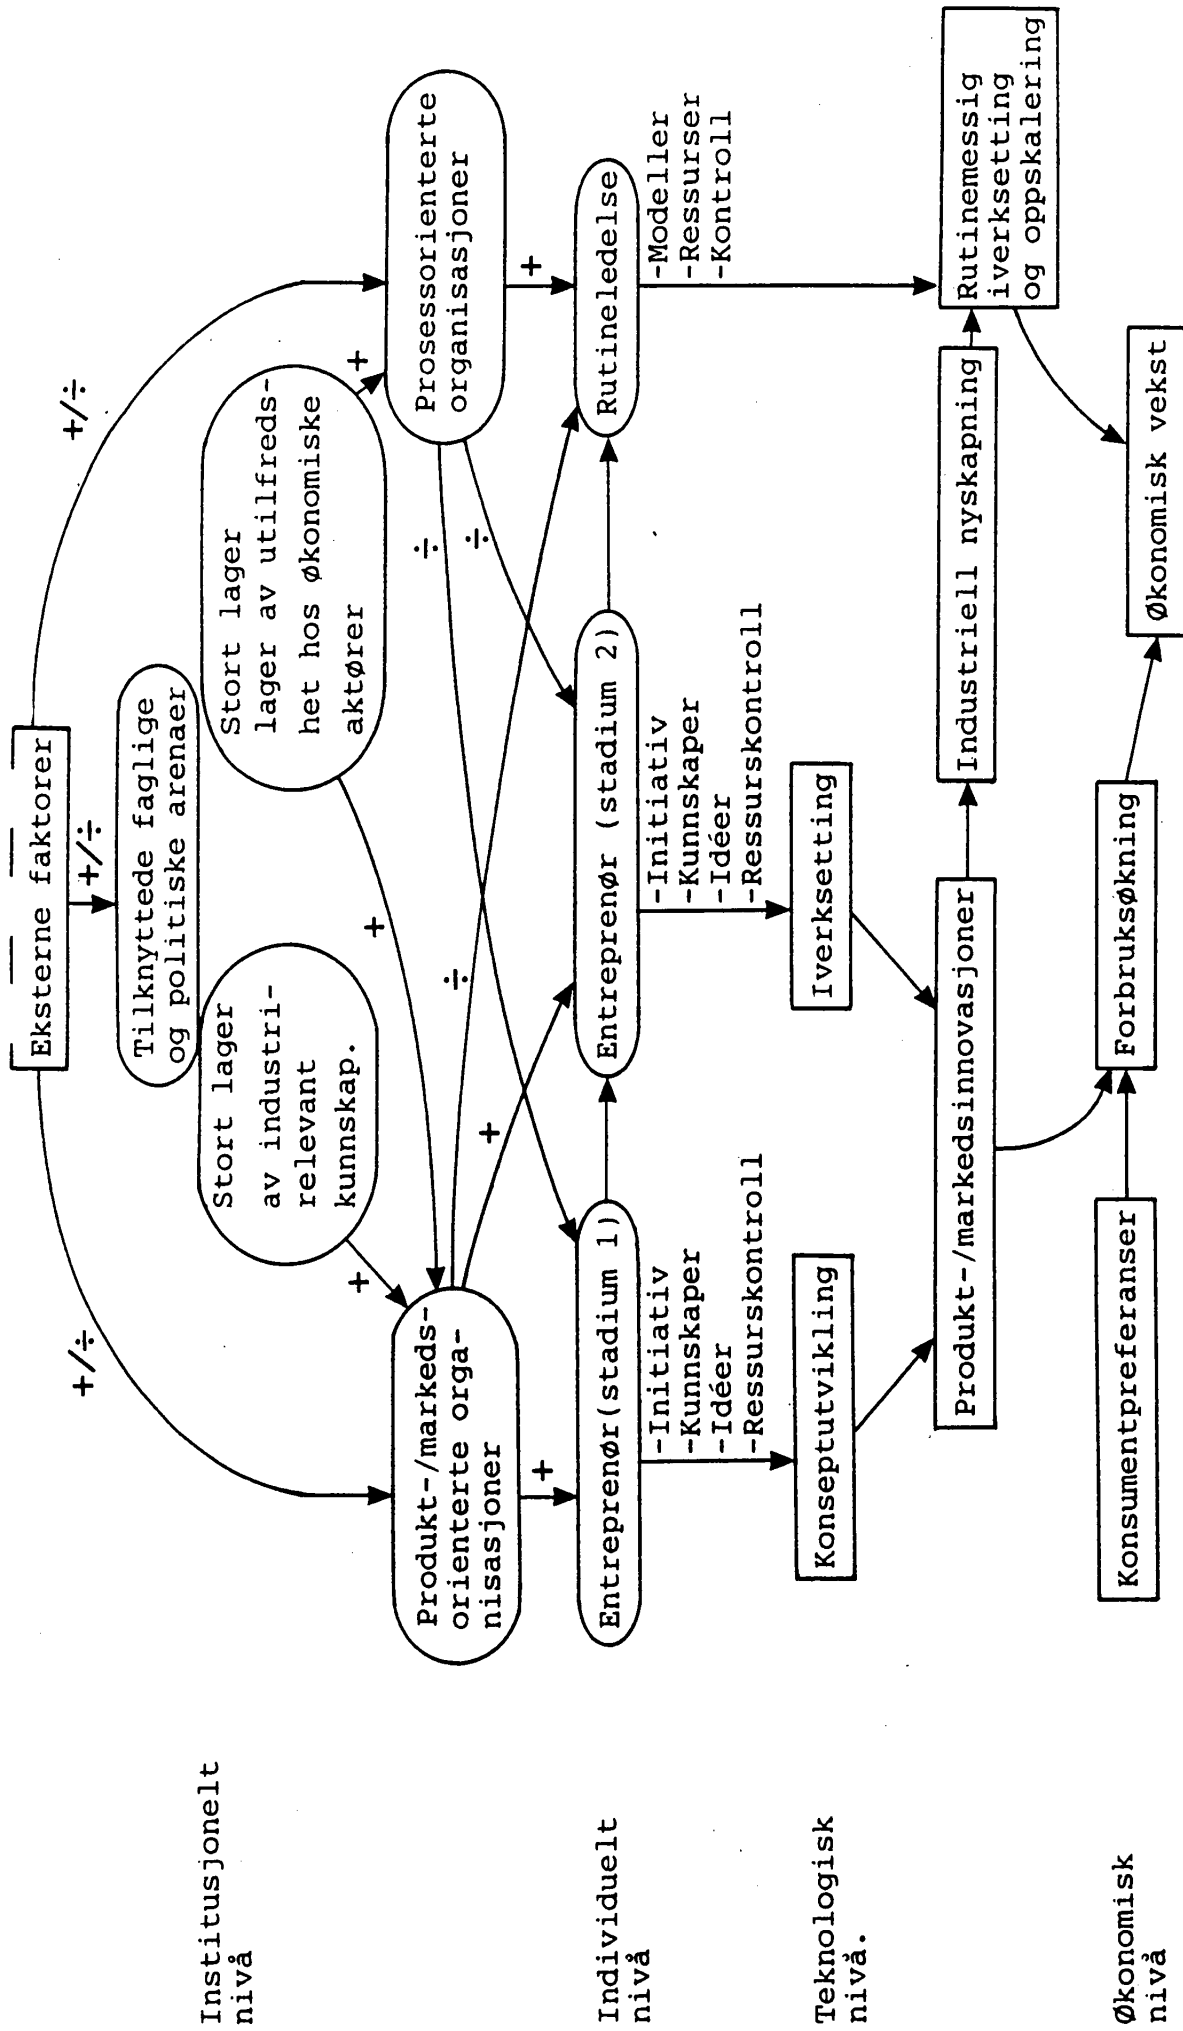 Eksterne faktorer
+/÷
+/÷
+/÷
Institusjonelt
nivå
Tilknyttede faglige
og politiske arenaer
Stort lager
av industri-
relevant
kunnskap.
Stort lager
lager av utilfreds-
het hos økonomiske
aktører
+
+
+
Produkt-/markeds-
orienterte orga-
nisasjoner
Prosessorienterte
organisasjoner
+
+
÷
÷
÷
+
Individuelt
nivå
Entreprenør(stadium 1)
Entreprenør (stadium 2)
Rutineledelse
-Initiativ
-Kunnskaper
-Idéer
-Ressurskontroll
-Initiativ
-Kunnskaper
-Idéer
-Ressurskontroll
-Modeller
-Ressurser
-Kontroll
Teknologisk
nivå.
Konseptutvikling
Iverksetting
Produkt-/markedsinnovasjoner
Industriell nyskapning
Rutinemessig
iverksetting
og oppskalering
Økonomisk
nivå
Konsumentpreferanser
Forbruksøkning
Økonomisk vekst